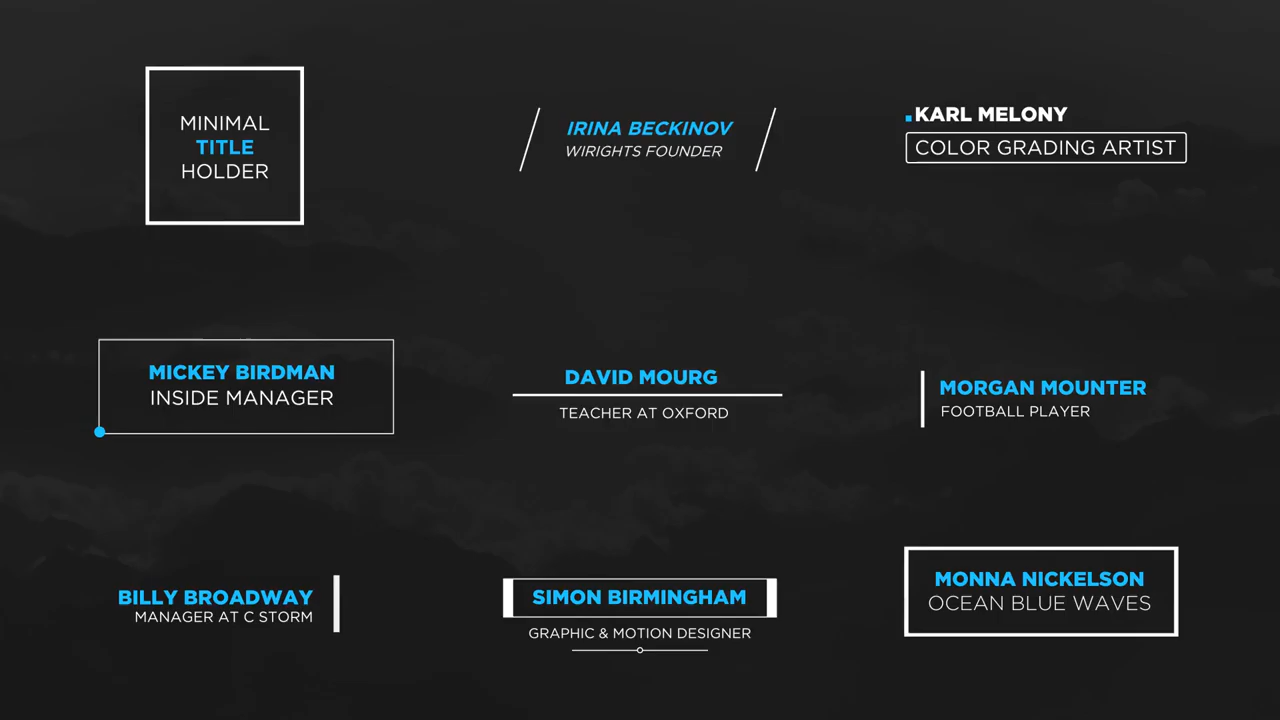 MINIMAL
TITLE
HOLDER
IRINA BECKINOV
WIRIGHTS FOUNDER
KARL MELONY
COLOR GRADING ARTIST
MICKEY BIRDMAN
INSIDE MANAGER
DAVID MOURG
TEACHER AT OXFORD
MORGAN MOUNTER
FOOTBALL PLAYER
BILLY BROADWAY
MANAGER AT C STORM
SIMON BIRMINGHAM
GRAPHIC & MOTION DESIGNER
MONNA NICKELSON
OCEAN BLUE WAVES